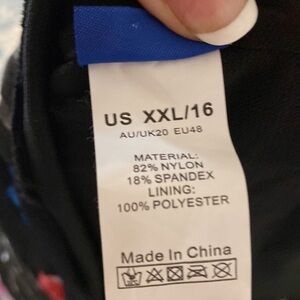 US XXL/16
AU/UK20 EU48
MATERIAL:
82% NYLON
18% SPANDEX
LINING:
100% POLYESTER
Made In China